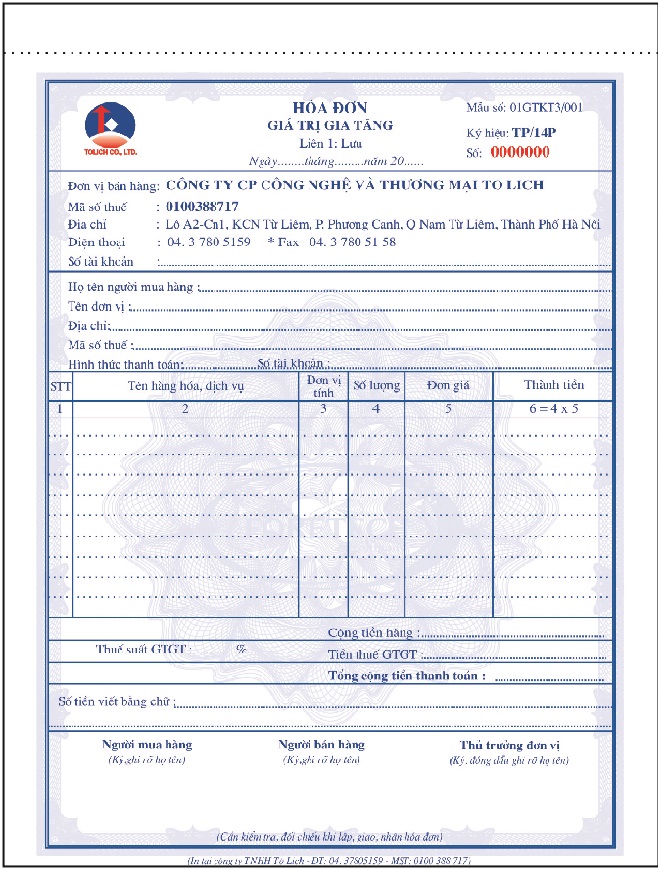 HÓA ĐƠN
GIÁ TRỊ GIA TĂNG
Liên 1: Lưu
Ngày........tháng.........năm 20......
Mẫu số: 01GTKT3/001
Ký hiệu: TP/14P
Số: 0000000
TOLICH CO., LTD.
Đơn vị bán hàng: CÔNG TY CP CÔNG NGHỆ VÀ THƯƠNG MẠI TO LICH
Mã số thuế : 0100388717
Địa chỉ : Lô A2-Cn1, KCN Từ Liêm, P. Phương Canh, Q Nam Từ Liêm, Thành Phố Hà Nội
Điện thoại : 04. 3 780 5159 * Fax 04. 3 780 51 58
Số tài khoản :
Họ tên người mua hàng :
Tên đơn vị :
Địa chỉ:
Mã số thuế :
Hình thức thanh toán: Số tài khoản :
STT Tên hàng hóa, dịch vụ Đơn vị tính Số lượng Đơn giá Thành tiền
1 2 3 4 5 6 = 4 x 5
Cộng tiền hàng :
Thuế suất GTGT : % Tiền thuế GTGT :
Tổng cộng tiền thanh toán :
Số tiền viết bằng chữ :
Người mua hàng Người bán hàng Thủ trưởng đơn vị
(Ký,ghi rõ họ tên) (Ký,ghi rõ họ tên) (Ký, đóng dấu ghi rõ họ tên)
(Cần kiểm tra, đối chiếu khi lập, giao, nhận hóa đơn)
(In tại công ty TNHH Tô Lịch - ĐT: 04. 37805159 - MST: 0100 388 717)